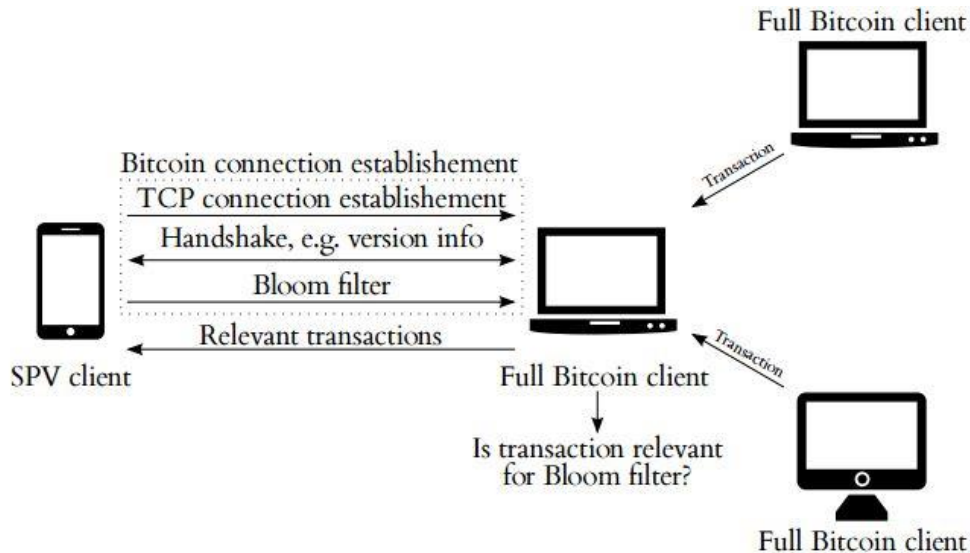 Full Bitcoin client
Transaction
Bitcoin connection establishement
TCP connection establishement
Handshake, e.g. version info
Bloom filter
Relevant transactions
SPV client
Full Bitcoin client
Transaction
Is transaction relevant
for Bloom filter?
Full Bitcoin client